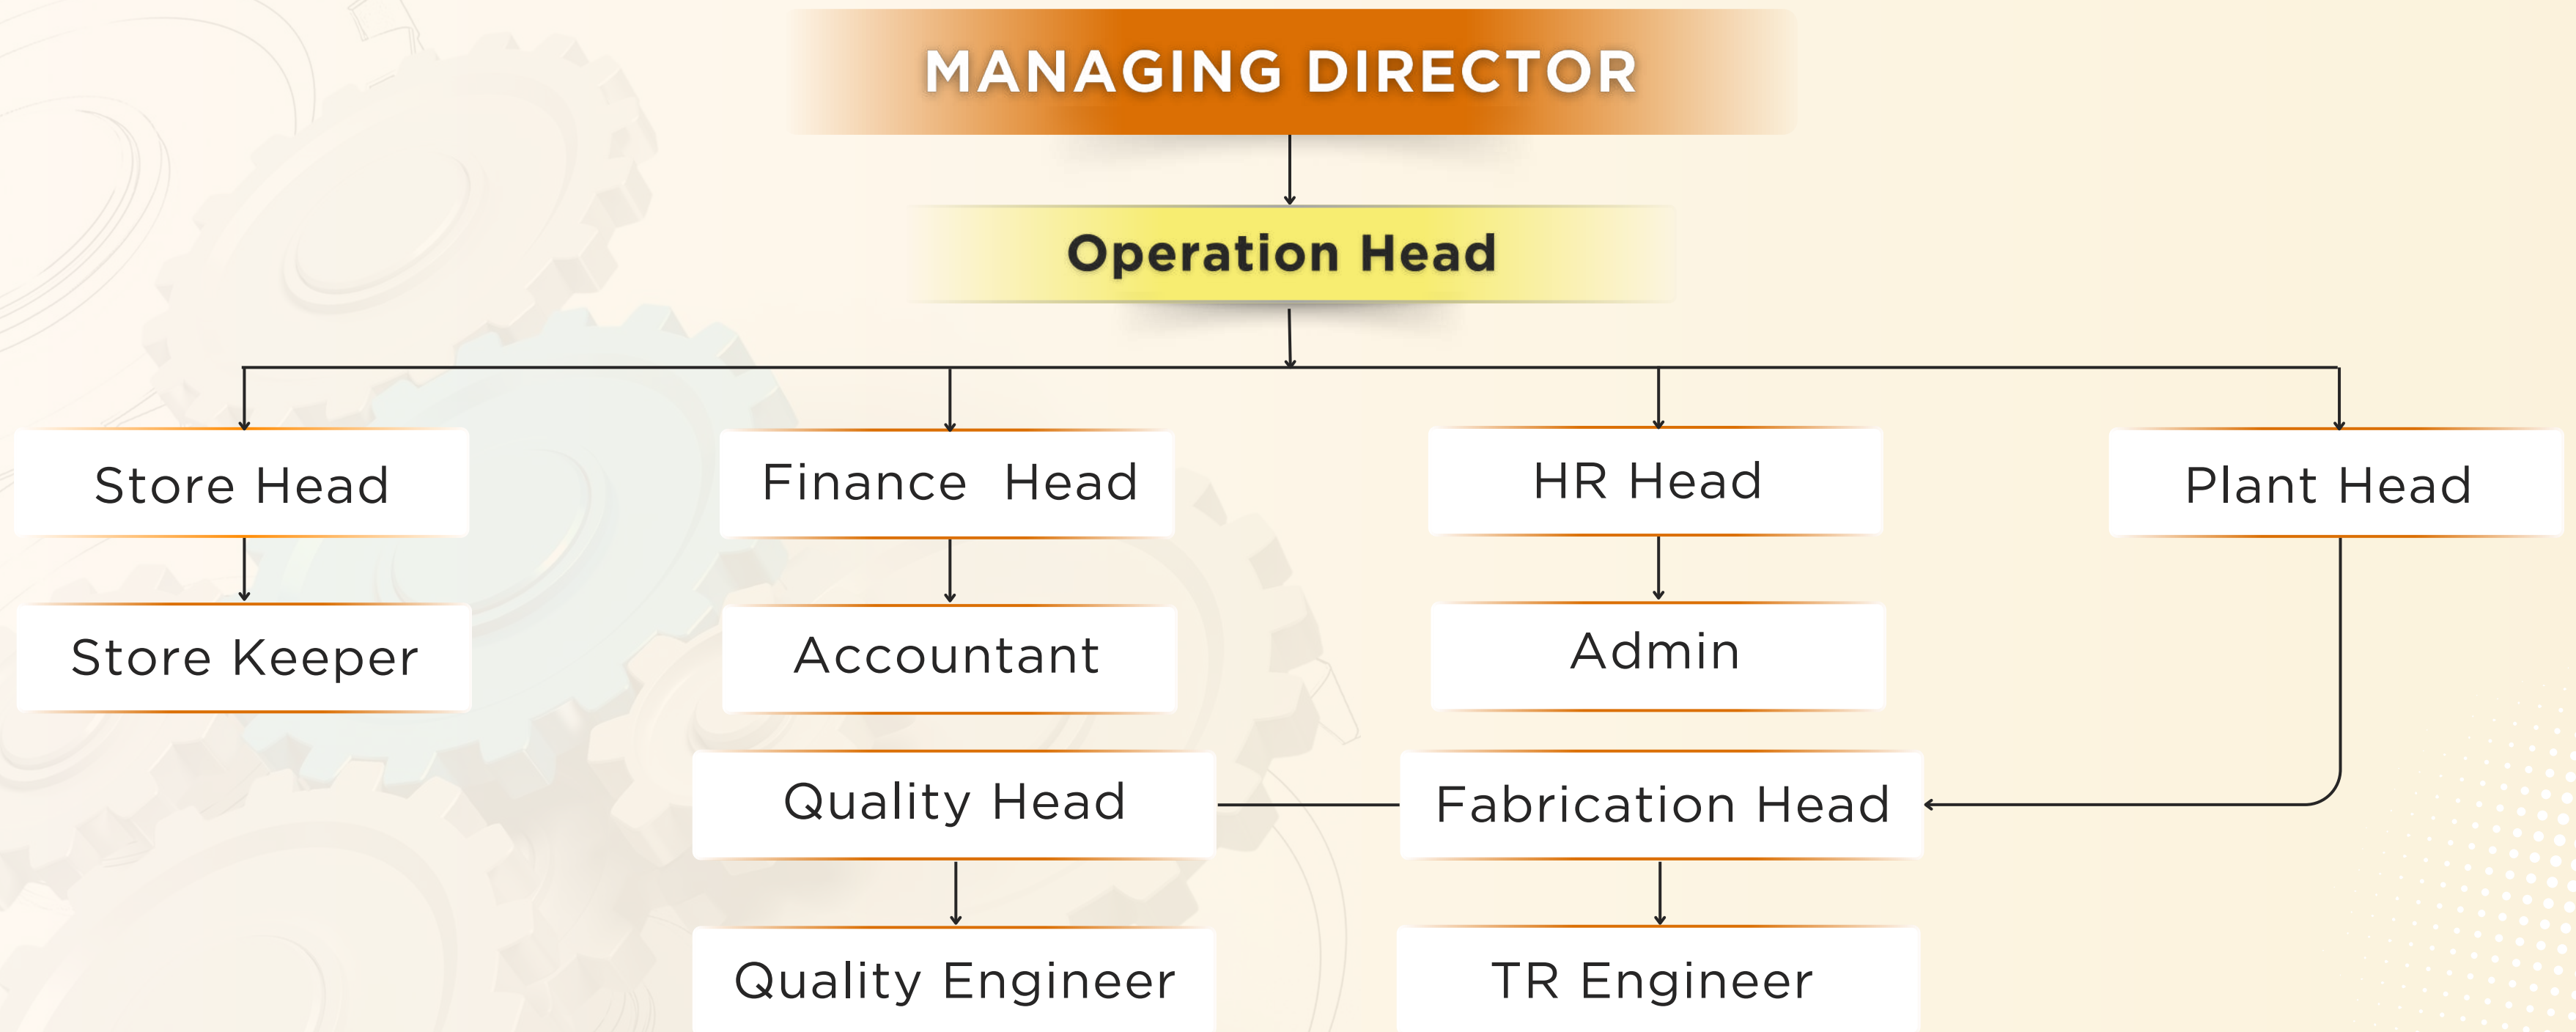 MANAGING DIRECTOR
Operation Head
Store Head
Finance Head
HR Head
Plant Head
Store Keeper
Accountant
Admin
Quality Head
Fabrication Head
Quality Engineer
TR Engineer